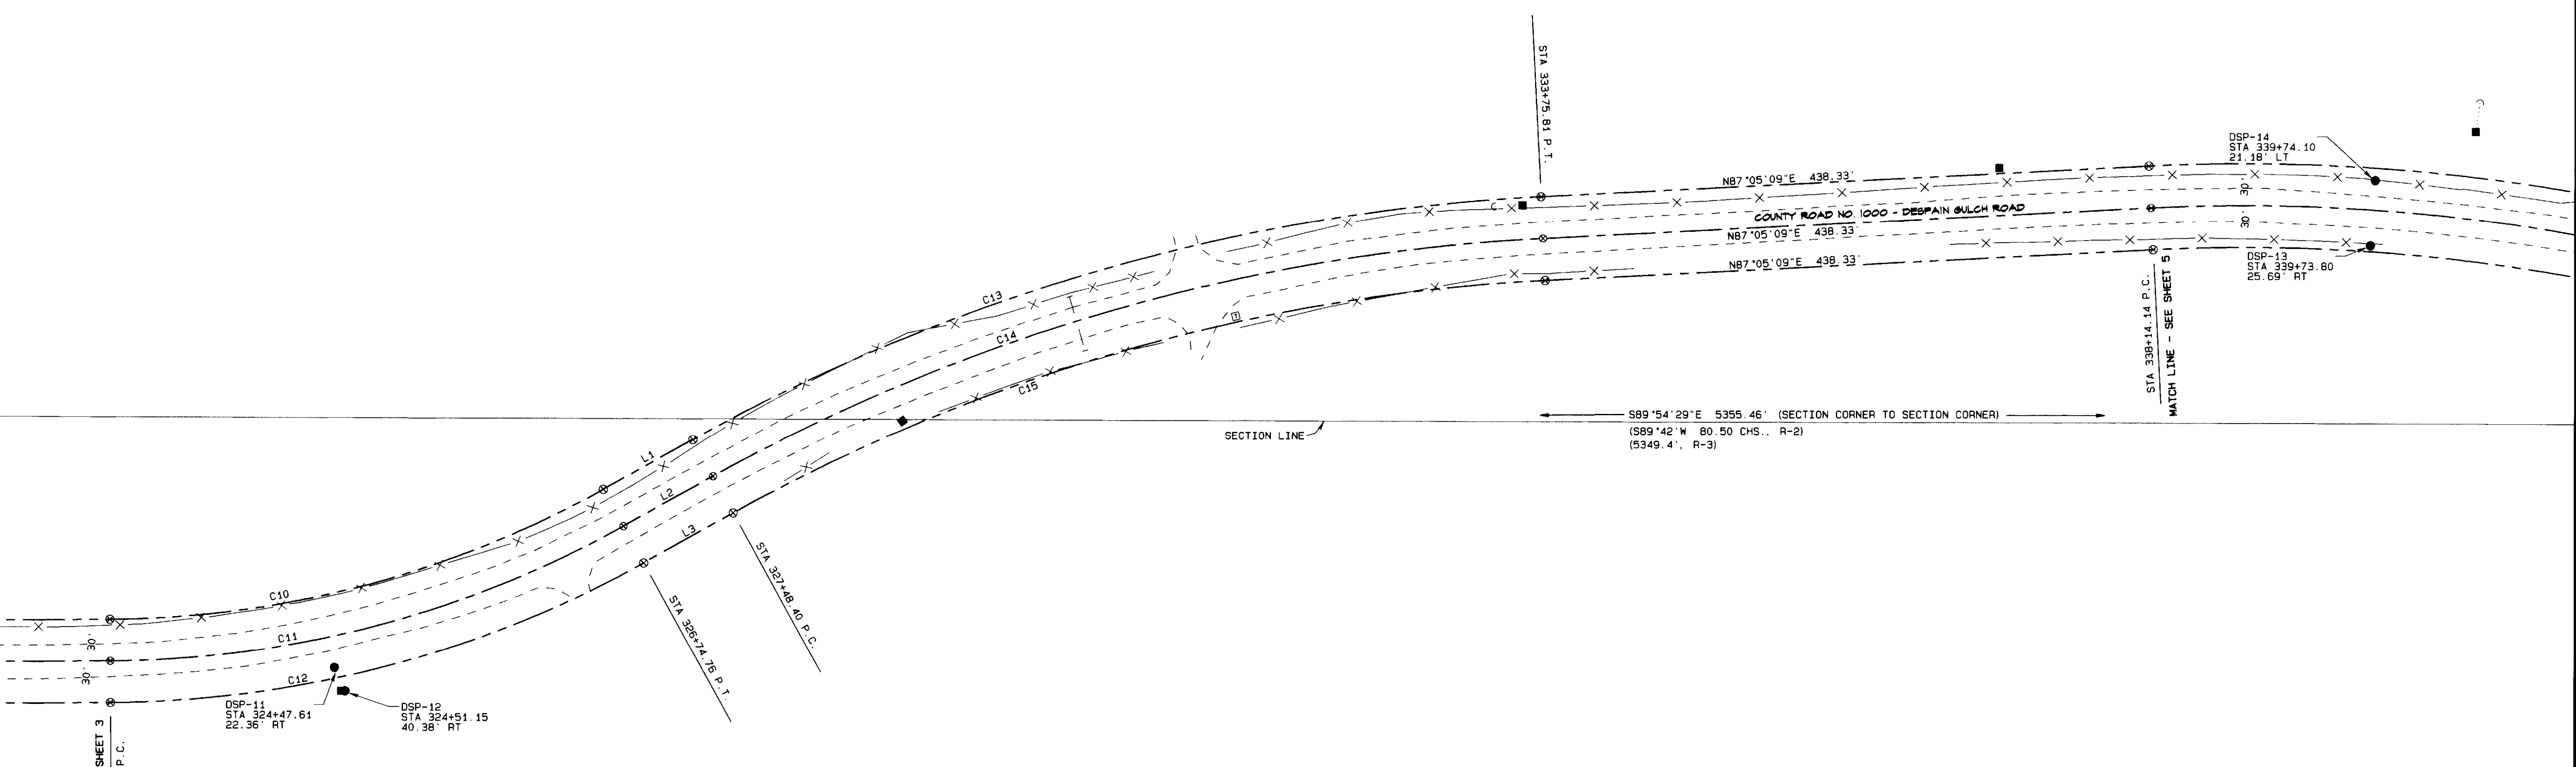 STA 333+75.81 P.T.
DSP-14
STA 339+74.10
21.18' LT
N87°05'09"E 438.33'
30'
COUNTY ROAD NO. 1000 - DESPAIN GULCH ROAD
30'
N87°05'09"E 438.33'
N87°05'09"E 438.33'
DSP-13
STA 339+73.80
25.69' RT
C13
C14
C15
STA 338+14.14 P.C.
MATCH LINE - SEE SHEET 5
S89°54'29"E 5355.46' (SECTION CORNER TO SECTION CORNER)
(S89°42'W 80.50 CHS., R-2)
(5349.4', R-3)
SECTION LINE
L1
L2
L3
STA 327+48.40 P.C.
STA 326+74.76 P.T.
C10
C11
C12
30'
30'
DSP-11
STA 324+47.61
22.36' RT
DSP-12
STA 324+51.15
40.38' RT
SHEET 3
P.C.